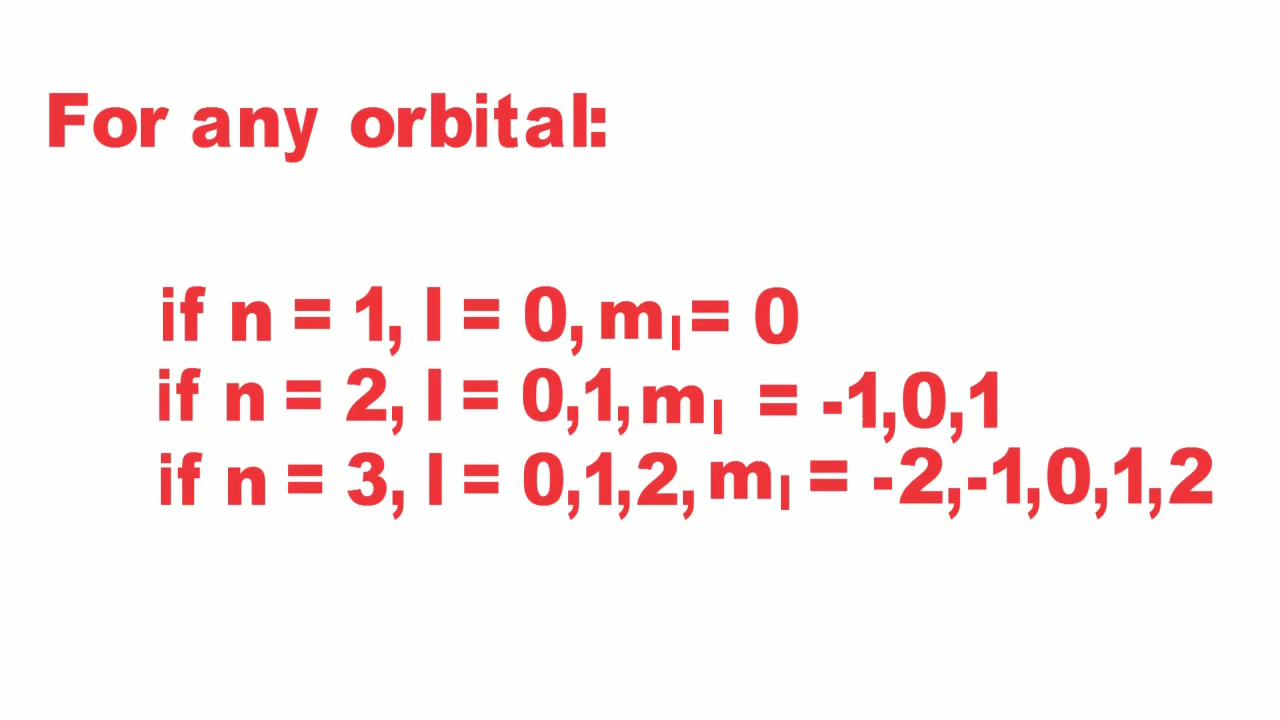 For any orbital:
if n = 1, l = 0, ml = 0
if n = 2, l = 0,1, ml = -1,0,1
if n = 3, l = 0,1,2, ml = -2,-1,0,1,2